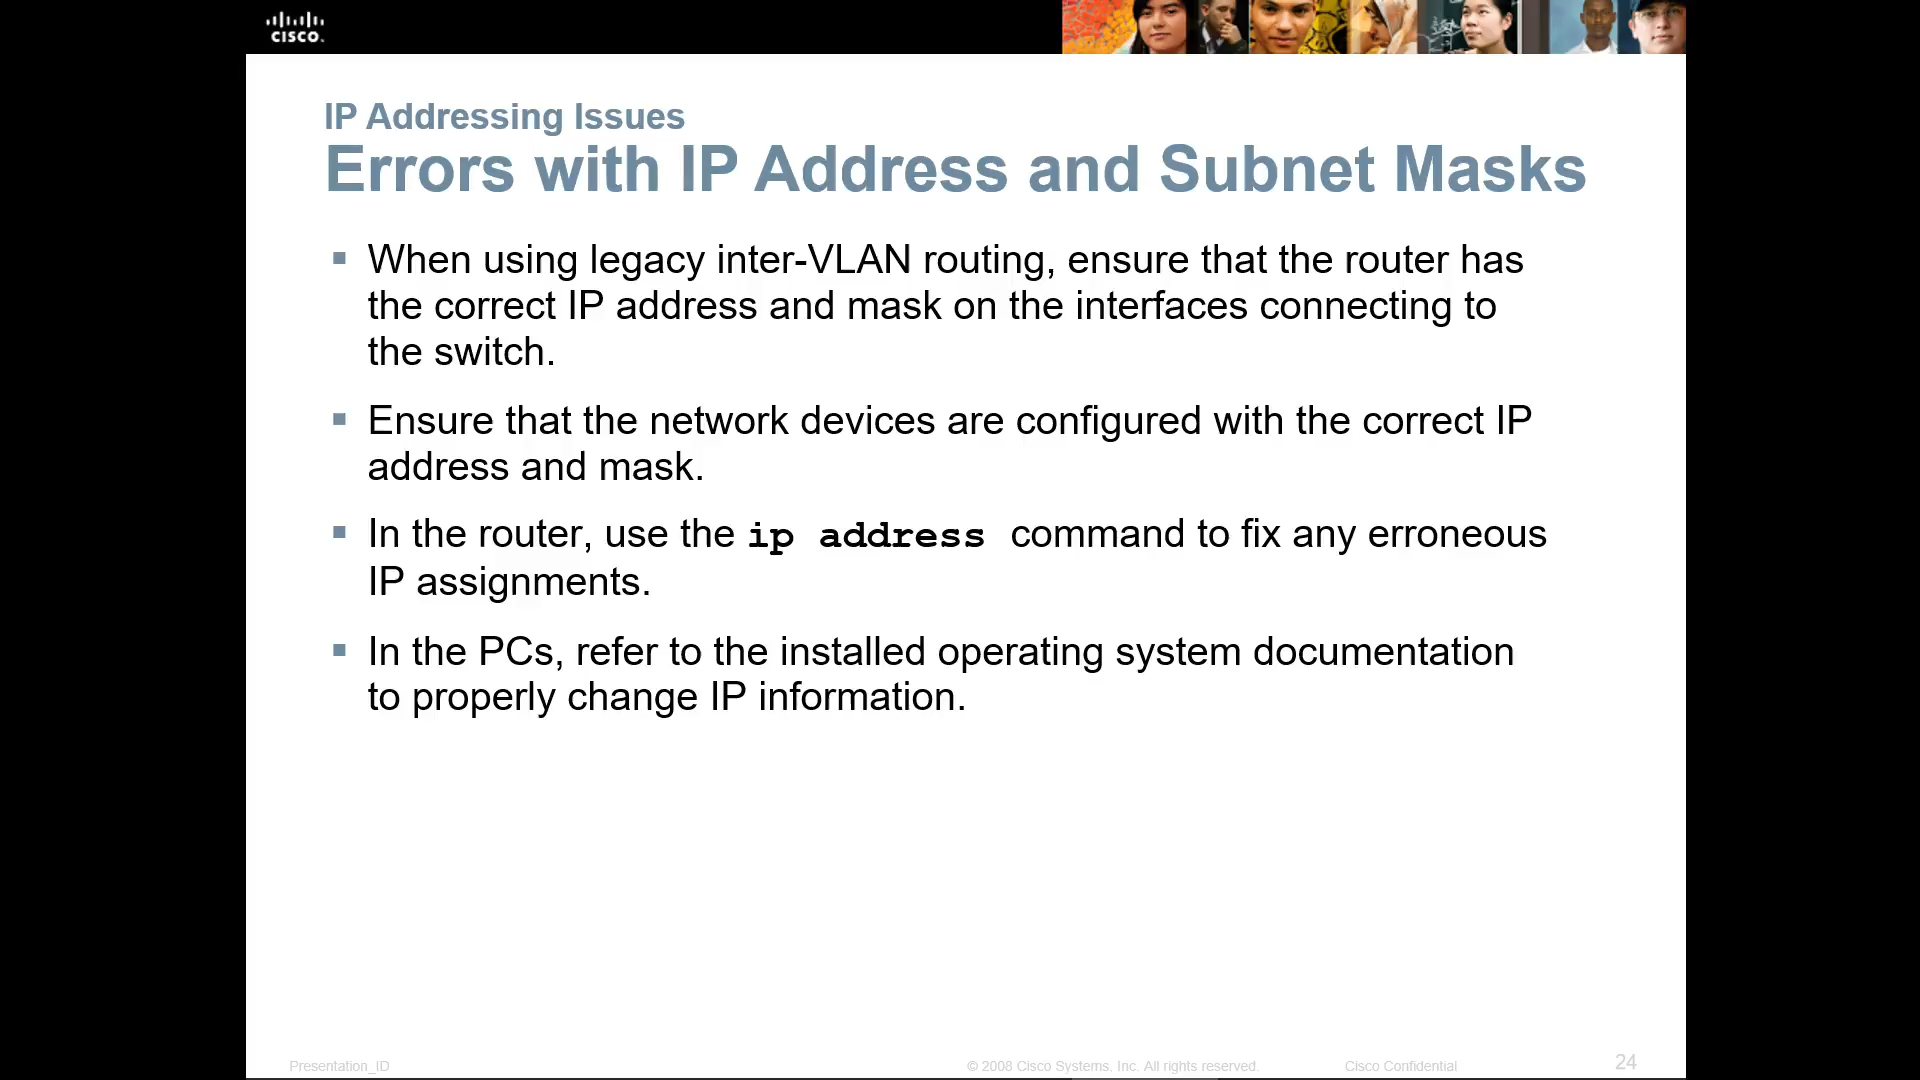 CISCO.
IP Addressing Issues
Errors with IP Address and Subnet Masks
▪ When using legacy inter-VLAN routing, ensure that the router has
the correct IP address and mask on the interfaces connecting to
the switch.
▪ Ensure that the network devices are configured with the correct IP
address and mask.
▪ In the router, use the ip address command to fix any erroneous
IP assignments.
▪ In the PCs, refer to the installed operating system documentation
to properly change IP information.
Presentation_ID © 2008 Cisco Systems, Inc. All rights reserved. Cisco Confidential 24